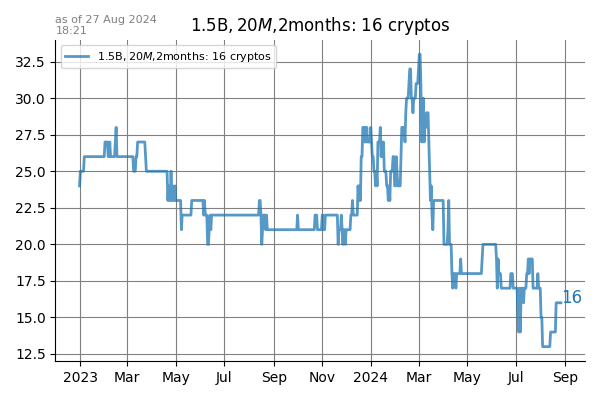 as of 27 Aug 2024
18:21
1.5B, 20M,2months: 16 cryptos
1.5B, 20M,2months: 16 cryptos
32.5
30.0
27.5
25.0
22.5
20.0
17.5
15.0
12.5
16
2023 Mar May Jul Sep Nov 2024 Mar May Jul Sep